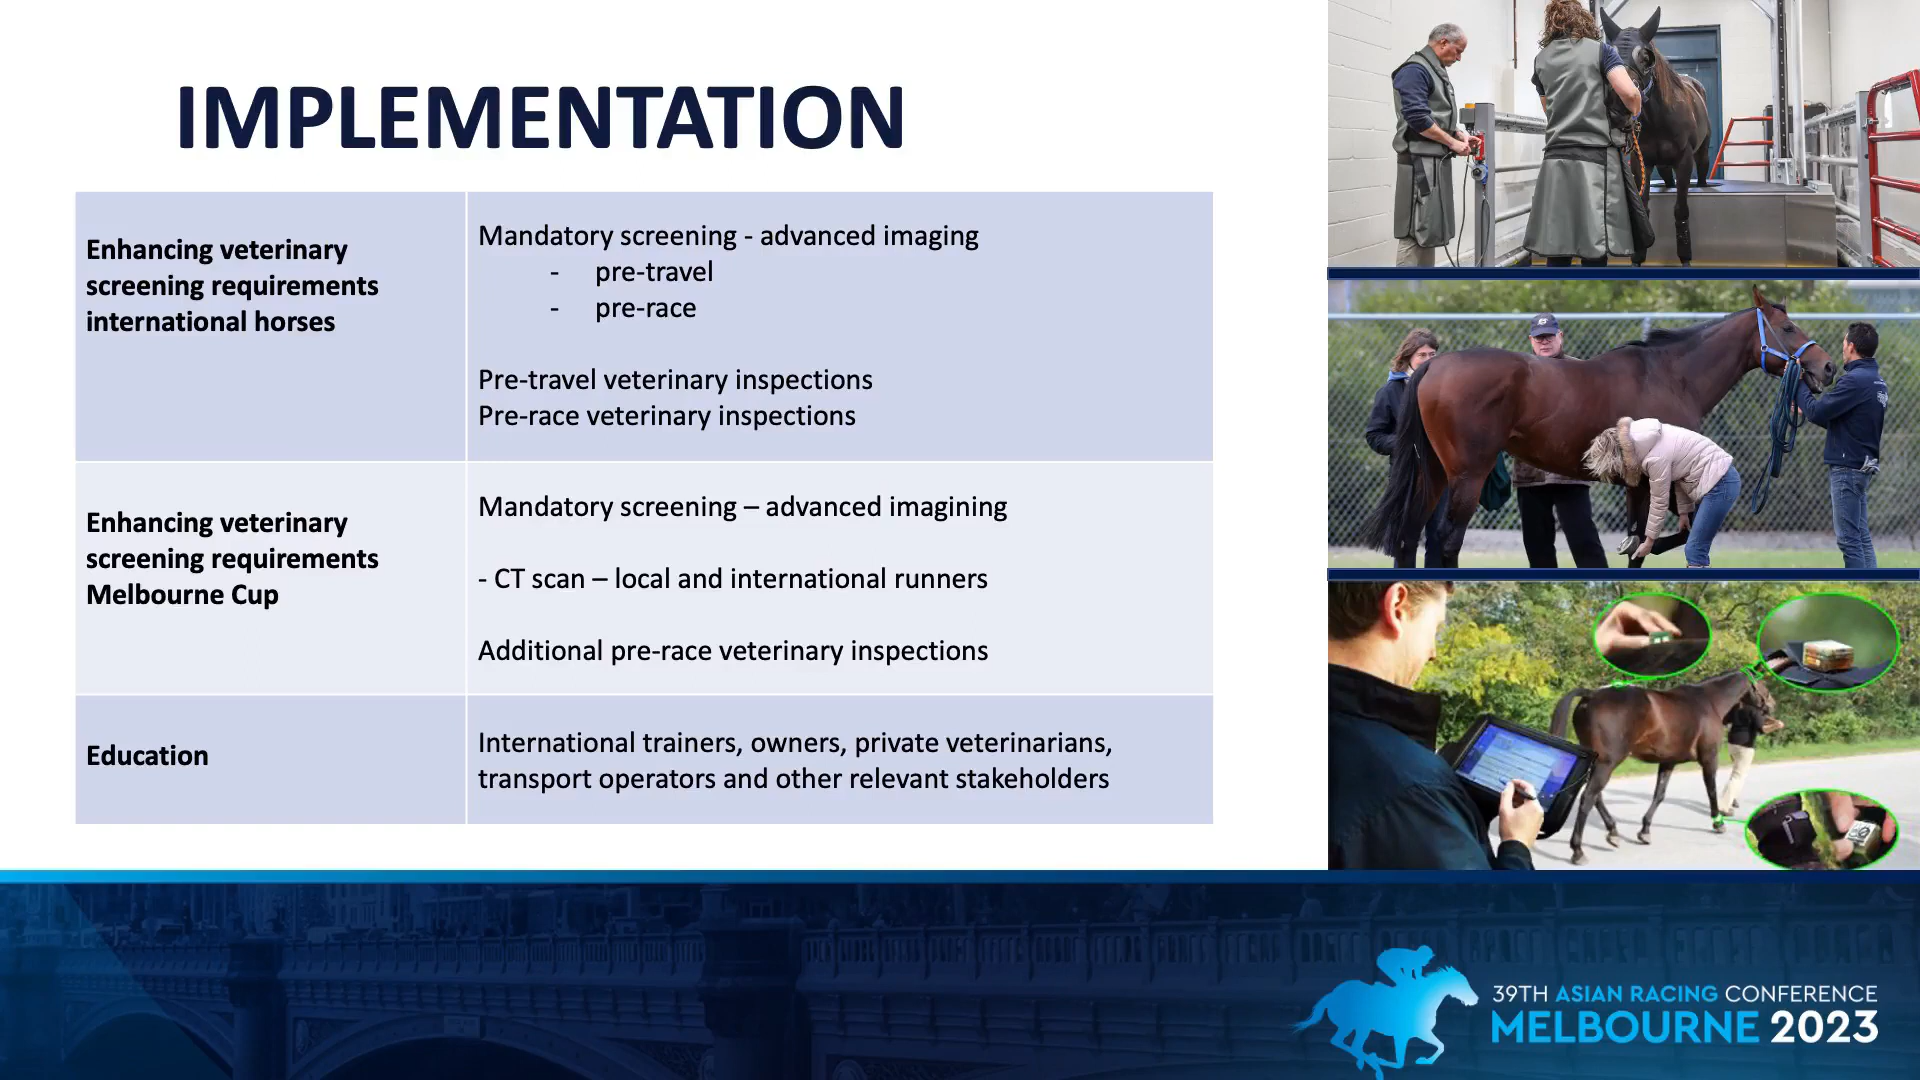 IMPLEMENTATION
Enhancing veterinary
screening requirements
international horses
Mandatory screening - advanced imaging
- pre-travel
- pre-race
Pre-travel veterinary inspections
Pre-race veterinary inspections
Enhancing veterinary
screening requirements
Melbourne Cup
Mandatory screening – advanced imagining
- CT scan – local and international runners
Additional pre-race veterinary inspections
Education
International trainers, owners, private veterinarians,
transport operators and other relevant stakeholders
39TH ASIAN RACING CONFERENCE
MELBOURNE 2023